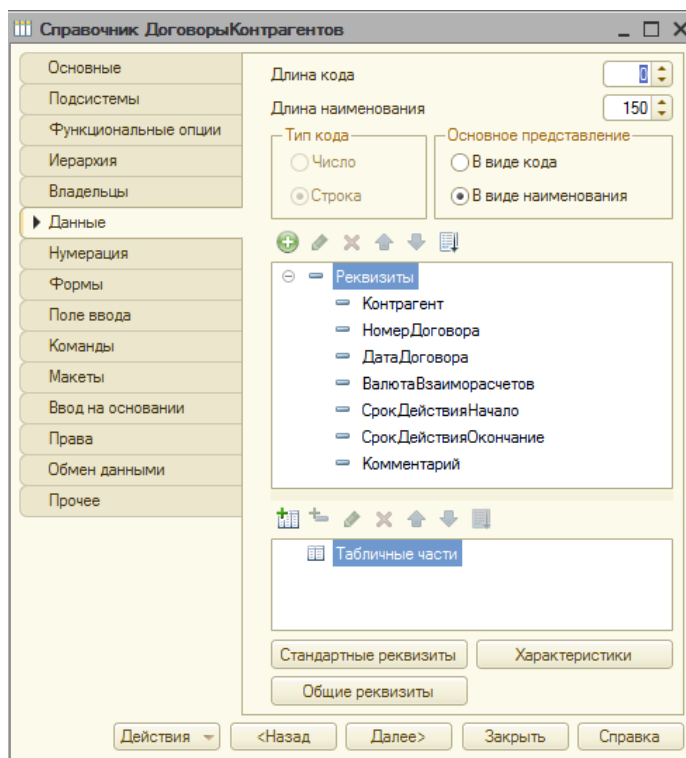 Справочник ДоговорыКонтрагентов
Основные
Подсистемы
Функциональные опции
Иерархия
Владельцы
Данные
Нумерация
Формы
Поле ввода
Команды
Макеты
Ввод на основании
Права
Обмен данными
Прочее
Длина кода 0
Длина наименования 150
Тип кода
Число
Строка
Основное представление
В виде кода
В виде наименования
Реквизиты
Контрагент
НомерДоговора
ДатаДоговора
ВалютаВзаиморасчетов
СрокДействияНачало
СрокДействияОкончание
Комментарий
Табличные части
Стандартные реквизиты Характеристики
Общие реквизиты
Действия <Назад Далее> Закрыть Справка